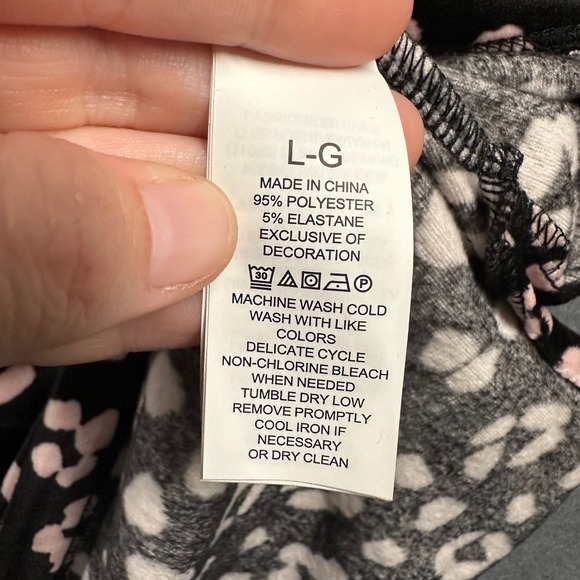 L-G
MADE IN CHINA
95% POLYESTER
5% ELASTANE
EXCLUSIVE OF
DECORATION
30 P
MACHINE WASH COLD
WASH WITH LIKE
COLORS
DELICATE CYCLE
NON-CHLORINE BLEACH
WHEN NEEDED
TUMBLE DRY LOW
REMOVE PROMPTLY
COOL IRON IF
NECESSARY
OR DRY CLEAN